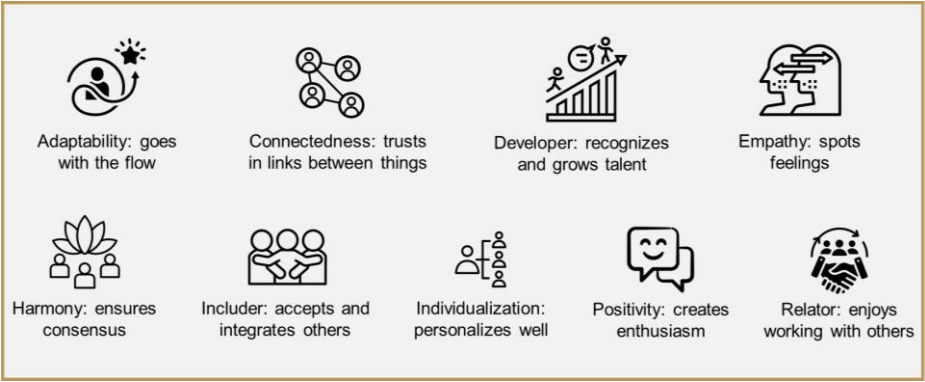 Adaptability: goes
with the flow
Connectedness: trusts
in links between things
Developer: recognizes
and grows talent
Empathy: spots
feelings
Harmony: ensures
consensus
Includer: accepts and
integrates others
Individualization:
personalizes well
Positivity: creates
enthusiasm
Relator: enjoys
working with others